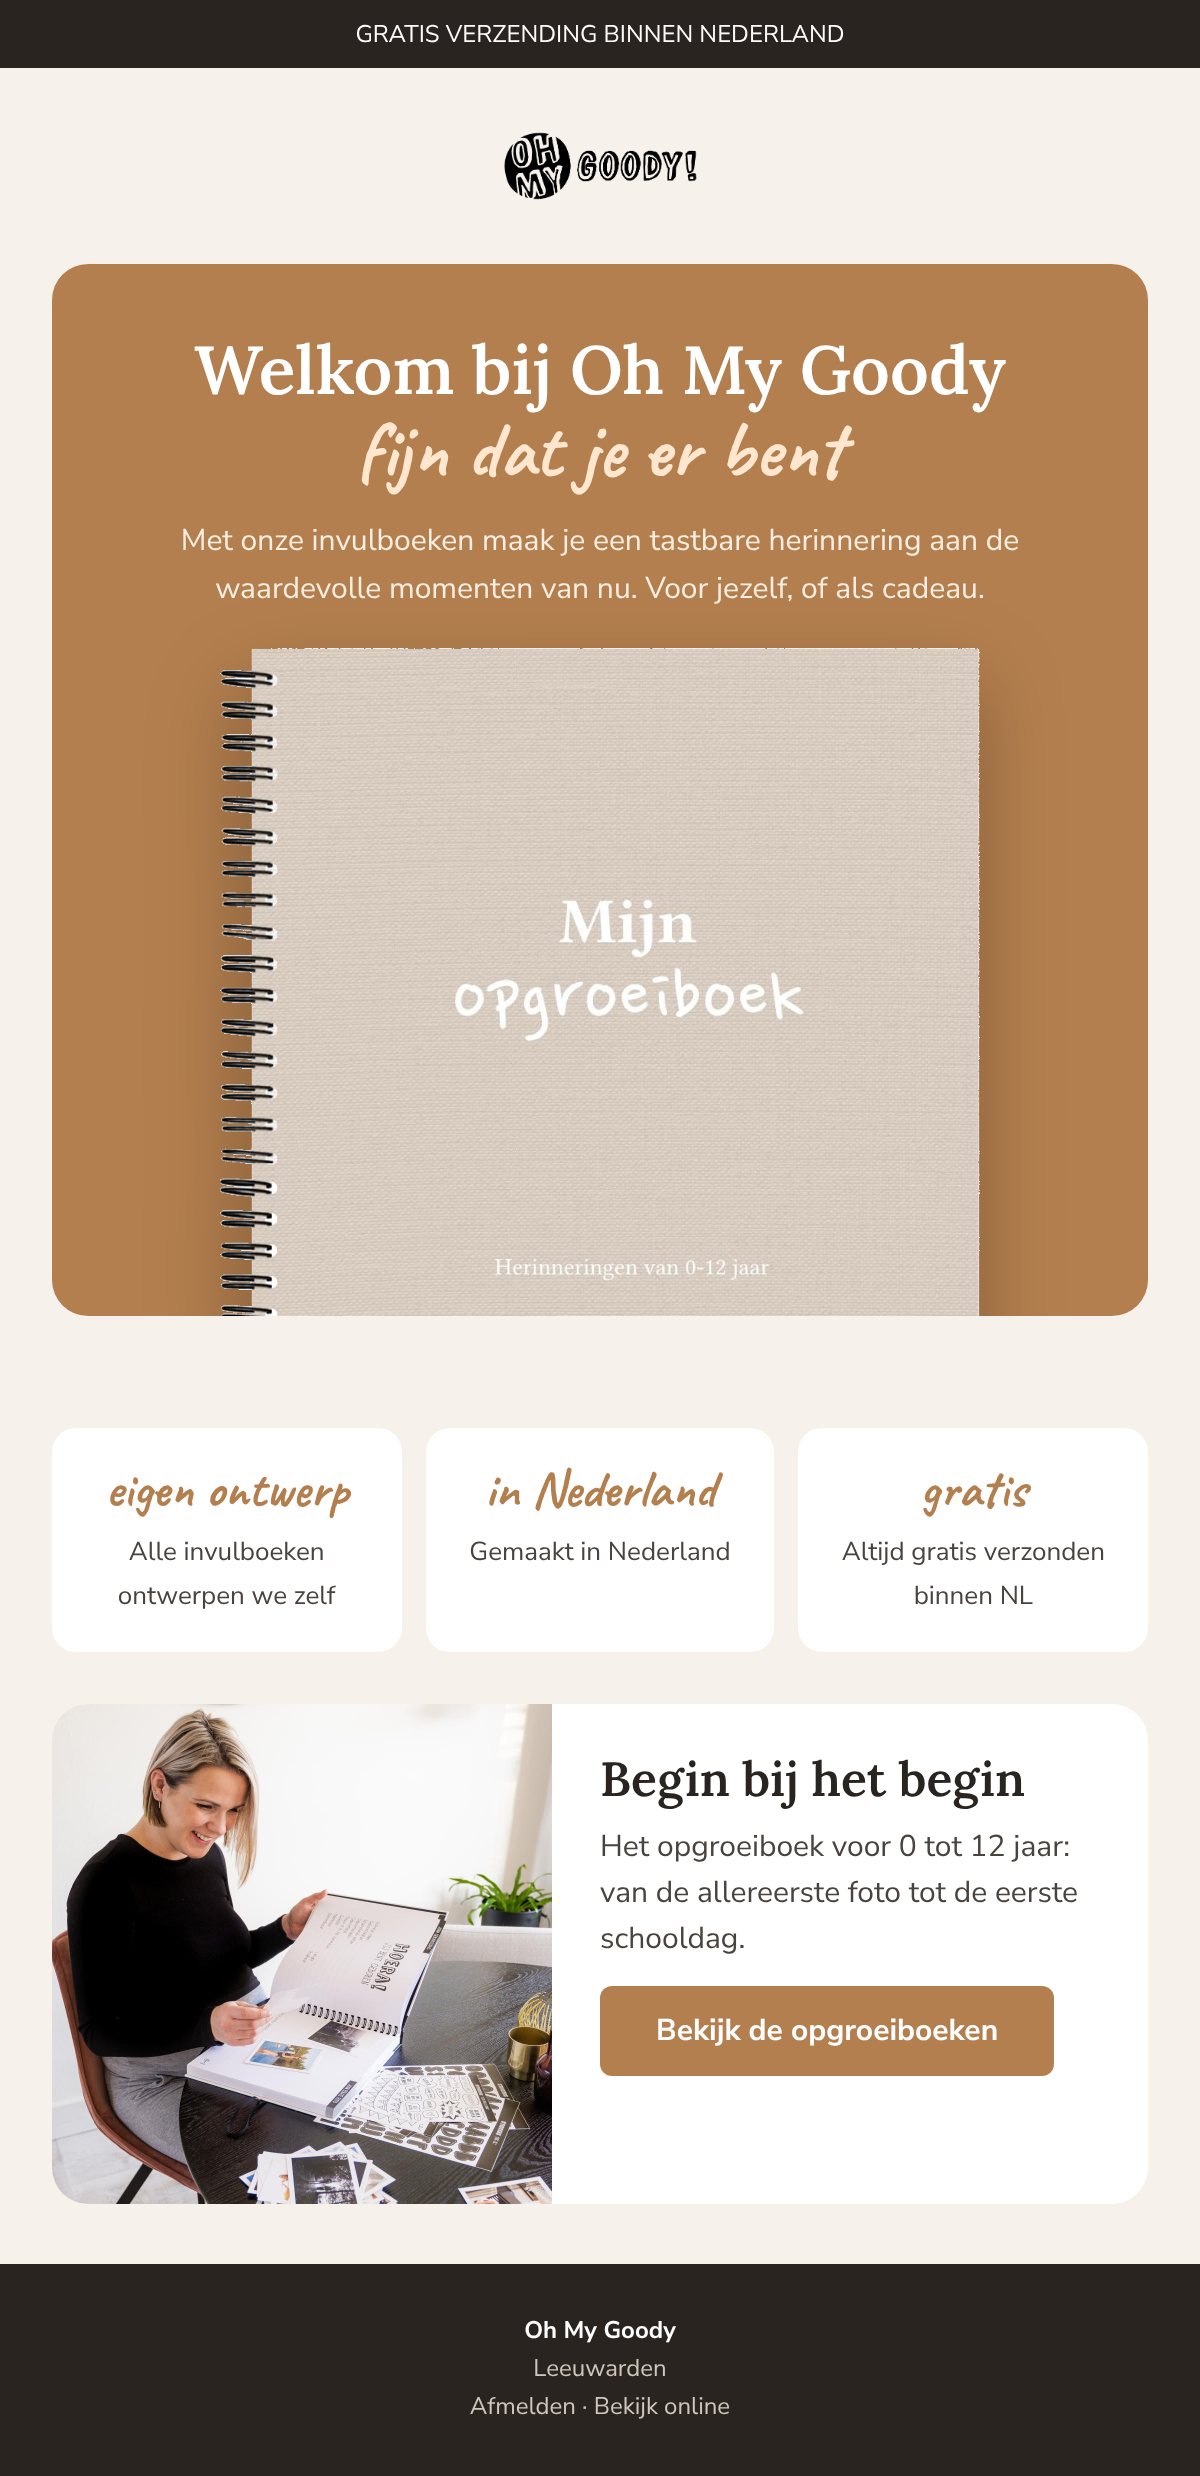 GRATIS VERZENDING BINNEN NEDERLAND
OH MY GOODY!
Welkom bij Oh My Goody
fijn dat je er bent
Met onze invulboeken maak je een tastbare herinnering aan de
waardevolle momenten van nu. Voor jezelf, of als cadeau.
Mijn
opgroeiboek
Herinneringen van 0-12 jaar
eigen ontwerp
Alle invulboeken
ontwerpen we zelf
in Nederland
Gemaakt in Nederland
gratis
Altijd gratis verzonden
binnen NL
HOERA!
Begin bij het begin
Het opgroeiboek voor 0 tot 12 jaar:
van de allereerste foto tot de eerste
schooldag.
Bekijk de opgroeiboeken
Oh My Goody
Leeuwarden
Afmelden · Bekijk online